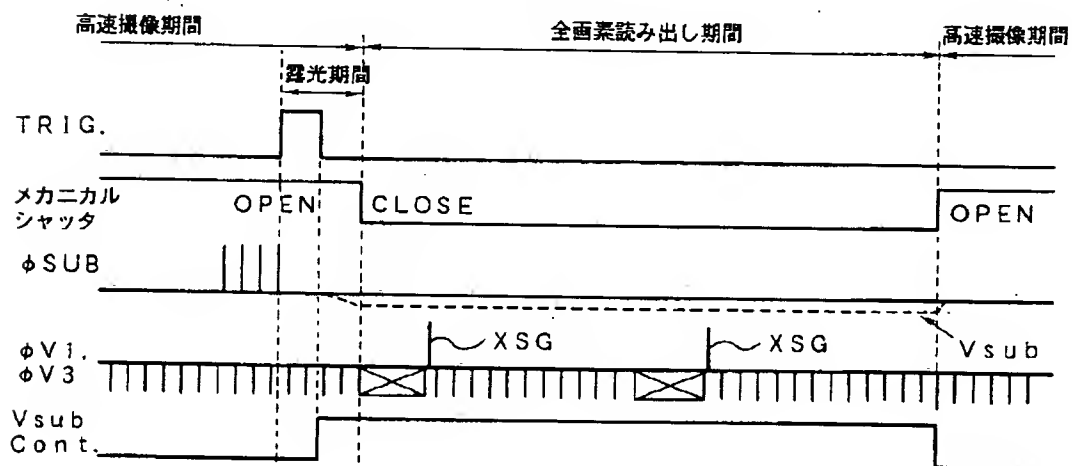 高速撮像期間
全画素読み出し期間
高速撮像期間
露光期間
TRIG.
メカニカル
シャッタ
OPEN
CLOSE
OPEN
φSUB
Vsub
φV1.
φV3
XSG
XSG
Vsub
Cont.